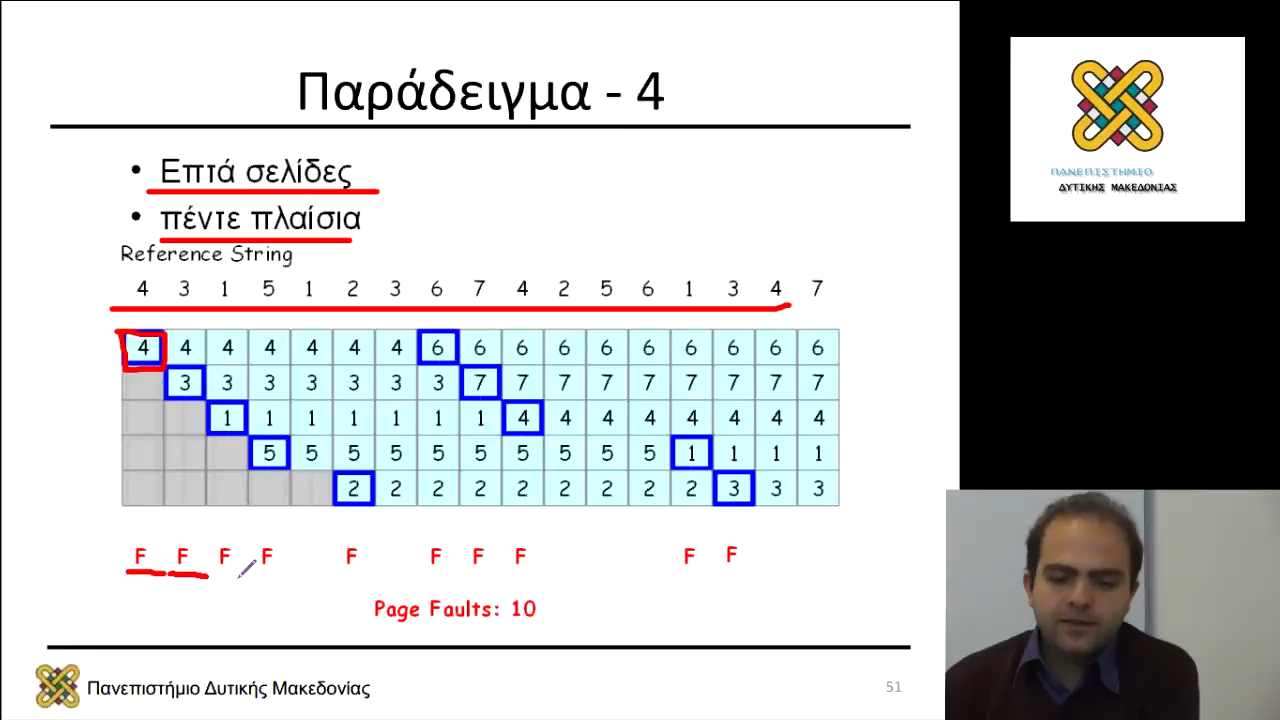 Παράδειγμα - 4
• Επτά σελίδες
• πέντε πλαίσια
Reference String
4 3 1 5 1 2 3 6 7 4 2 5 6 1 3 4 7
4 4 4 4 4 4 4 6 6 6 6 6 6 6 6 6 6
3 3 3 3 3 3 3 7 7 7 7 7 7 7 7 7
1 1 1 1 1 1 1 4 4 4 4 4 4 4 4
5 5 5 5 5 5 5 5 5 5 1 1 1 1
2 2 2 2 2 2 2 2 2 3 3 3
F F F F F F F F F F
Page Faults: 10
Πανεπιστήμιο Δυτικής Μακεδονίας
51
ΠΑΝΕΠΙΣΤΗΜΙΟ
ΔΥΤΙΚΗΣ ΜΑΚΕΔΟΝΙΑΣ